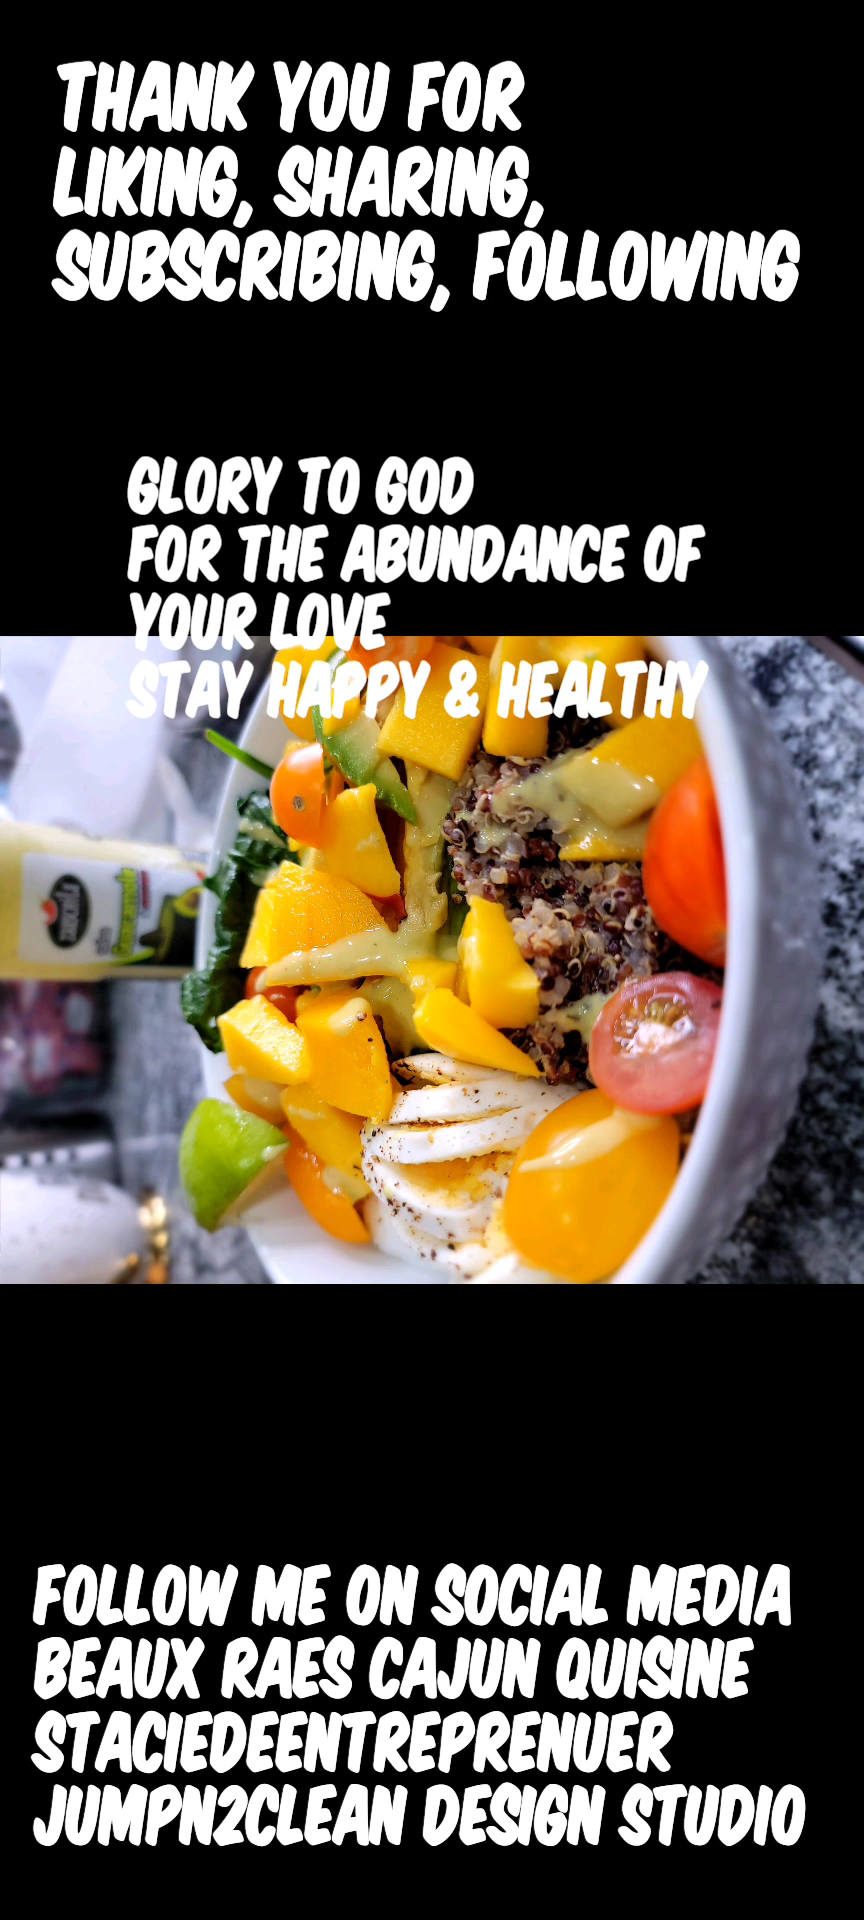 THANK YOU FOR
LIKING, SHARING,
SUBSCRIBING, FOLLOWING
GLORY TO GOD
FOR THE ABUNDANCE OF
YOUR LOVE
STAY HAPPY & HEALTHY
FOLLOW ME ON SOCIAL MEDIA
BEAUX RAES CAJUN QUISINE
STACIEDEENTREPRENUER
JUMPN2CLEAN DESIGN STUDIO